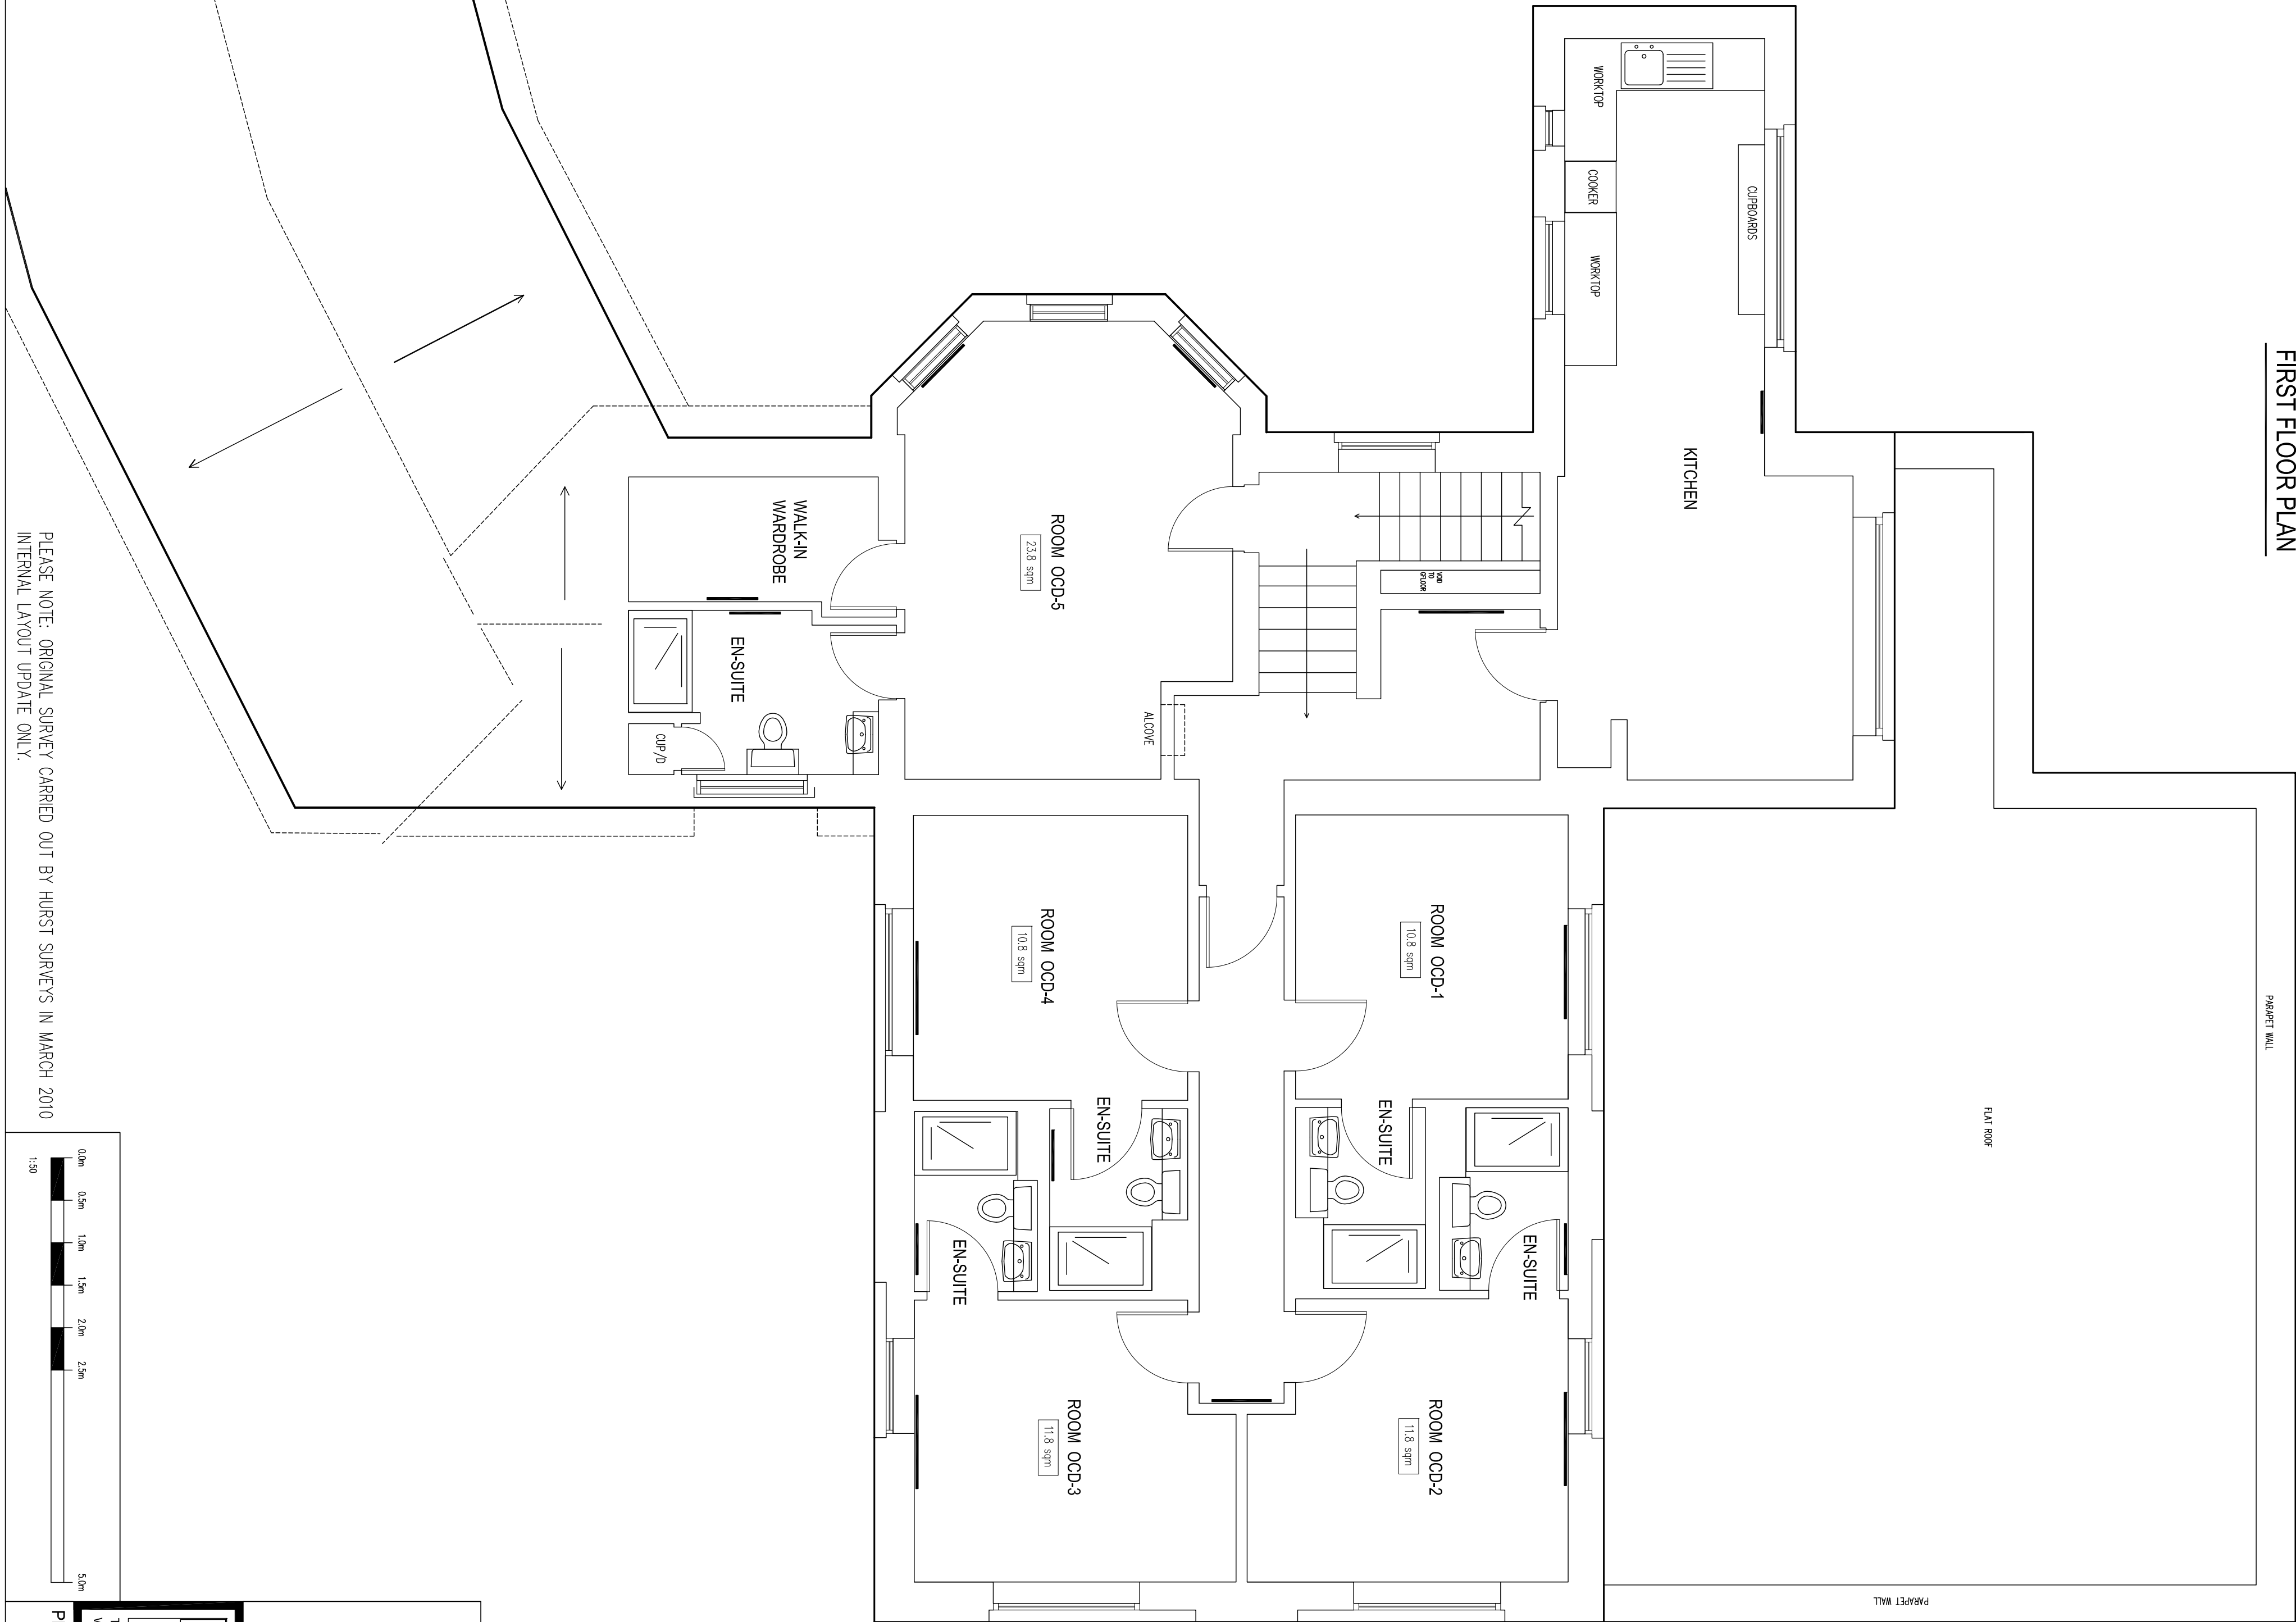 FIRST FLOOR PLAN
PARAPET WALL
FLAT ROOF
PARAPET WALL
CUPBOARDS
WORKTOP
COOKER
WORKTOP
KITCHEN
VOID
TO
GFLOOR
ROOM OCD-1
10.8 sqm
EN-SUITE
EN-SUITE
ROOM OCD-2
11.8 sqm
ALCOVE
ROOM OCD-5
23.8 sqm
WALK-IN
WARDROBE
EN-SUITE
CUP/D
ROOM OCD-4
10.8 sqm
EN-SUITE
EN-SUITE
ROOM OCD-3
11.8 sqm
PLEASE NOTE: ORIGINAL SURVEY CARRIED OUT BY HURST SURVEYS IN MARCH 2010
INTERNAL LAYOUT UPDATE ONLY.
0.0m 0.5m 1.0m 1.5m 2.0m 2.5m 5.0m
1:50